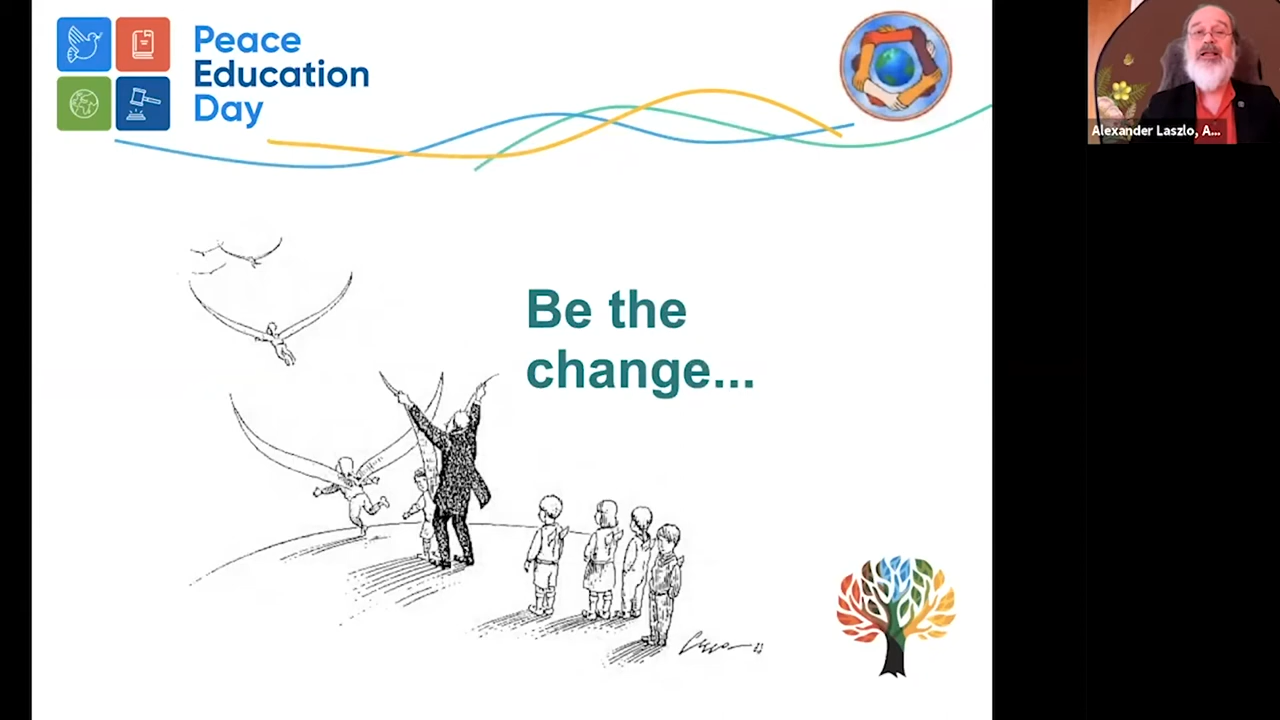 Peace
Education
Day
Alexander Laszlo, A...
Be the
change...